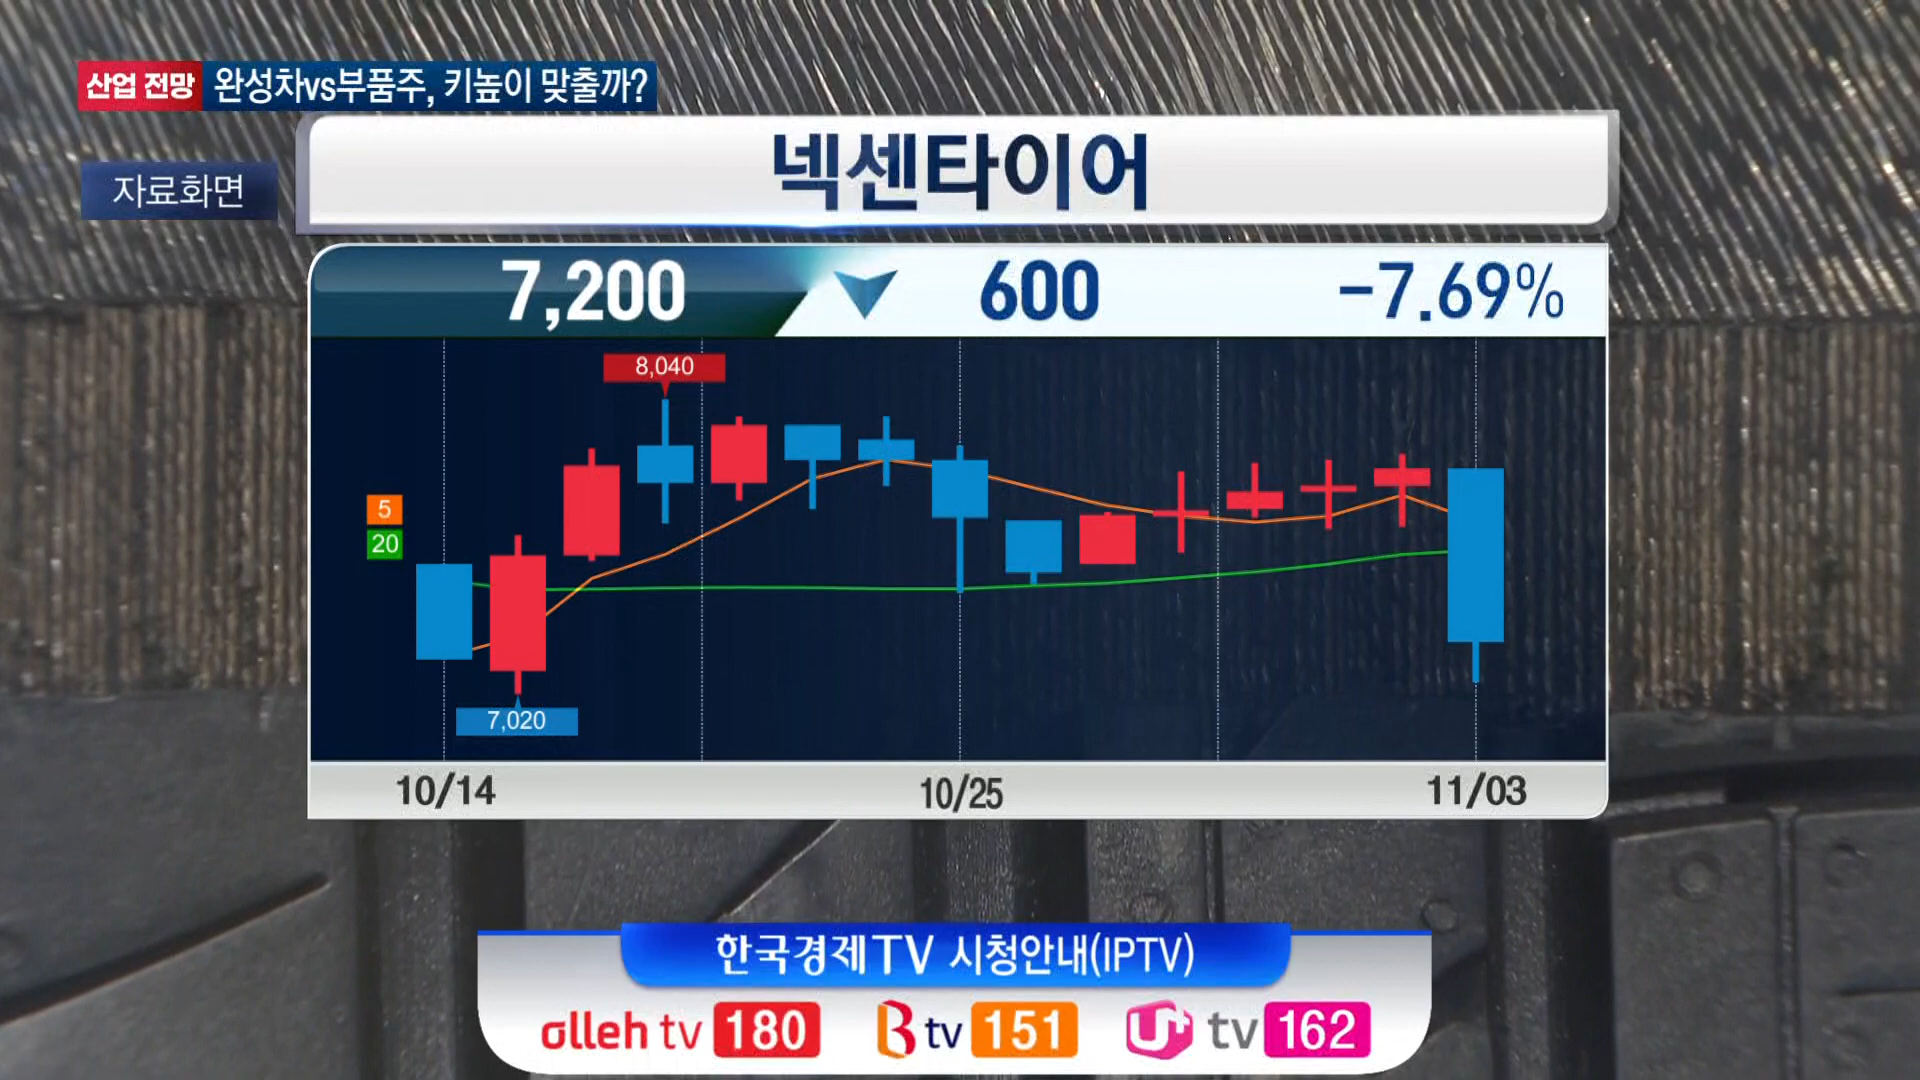 산업 전망 완성차vs부품주, 키높이 맞출까?
자료화면
넥센타이어
7,200 ▼ 600 -7.69%
8,040
5
20
7,020
10/14 10/25 11/03
한국경제TV 시청안내(IPTV)
olleh tv 180 B tv 151 U+ tv 162